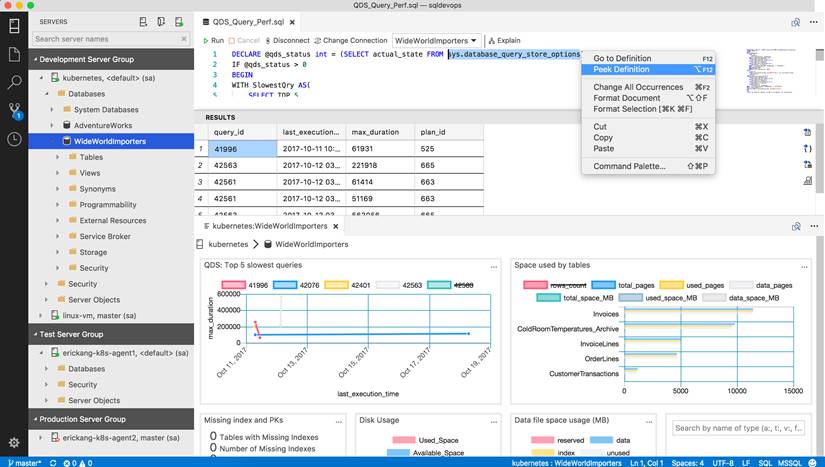 QDS_Query_Perf.sql — sqldevops
SERVERS
Search server names
Development Server Group
kubernetes, <default> (sa)
Databases
System Databases
AdventureWorks
WideWorldImporters
Tables
Views
Synonyms
Programmability
External Resources
Service Broker
Storage
Security
Security
Server Objects
linux-vm, master (sa)
Test Server Group
erickang-k8s-agent1, <default> (sa)
Databases
Security
Server Objects
Production Server Group
erickang-k8s-agent2, master (sa)
1
QDS_Query_Perf.sql
Run Cancel Disconnect Change Connection WideWorldImporters Explain
1 DECLARE @qds_status int = (SELECT actual_state FROM sys.database_query_store_options
2 IF @qds_status > 0
3 BEGIN
4 WITH SlowestQry AS(
5 SELECT TOP 5
Go to Definition F12
Peek Definition ⌥F12
Change All Occurrences ⌘F2
Format Document ⌥⇧F
Format Selection [⌘K ⌘F]
Cut ⌘X
Copy ⌘C
Paste ⌘V
Command Palette... ⇧⌘P
RESULTS
query_id last_execution... max_duration plan_id
1 41996 2017-10-11 10:... 61931 525
2 42563 2017-10-12 03... 221918 665
3 42561 2017-10-12 03... 61414 663
4 42561 2017-10-12 03... 51169 663
kubernetes:WideWorldImporters
kubernetes > WideWorldImporters
QDS: Top 5 slowest queries ...
41996 42076 42401 42563 42583
600000
400000
200000
0
max_duration
Oct 11, 2017 Oct 13, 2017 Oct 15, 2017 Oct 17, 2017 Oct 19, 2017
last_execution_time
Space used by tables ...
rows_count total_pages used_pages data_pages
total_space_MB used_space_MB data_space_MB
Invoices
ColdRoomTemperatures_Archive
InvoiceLines
OrderLines
CustomerTransactions
0 5000 10000 15000
Missing index and PKs ...
0 Tables with Missing Indexes
0 Number of Missing Indexes
Disk Usage ...
Used_Space
Available_Space
Data file space usage (MB) ...
reserved data
index unused
Search by name of type (a:, t:, v:, f...
master* 0 0 kubernetes : WideWorldImporters Ln 1, Col 1 Spaces: 4 UTF-8 LF SQL MSSQL